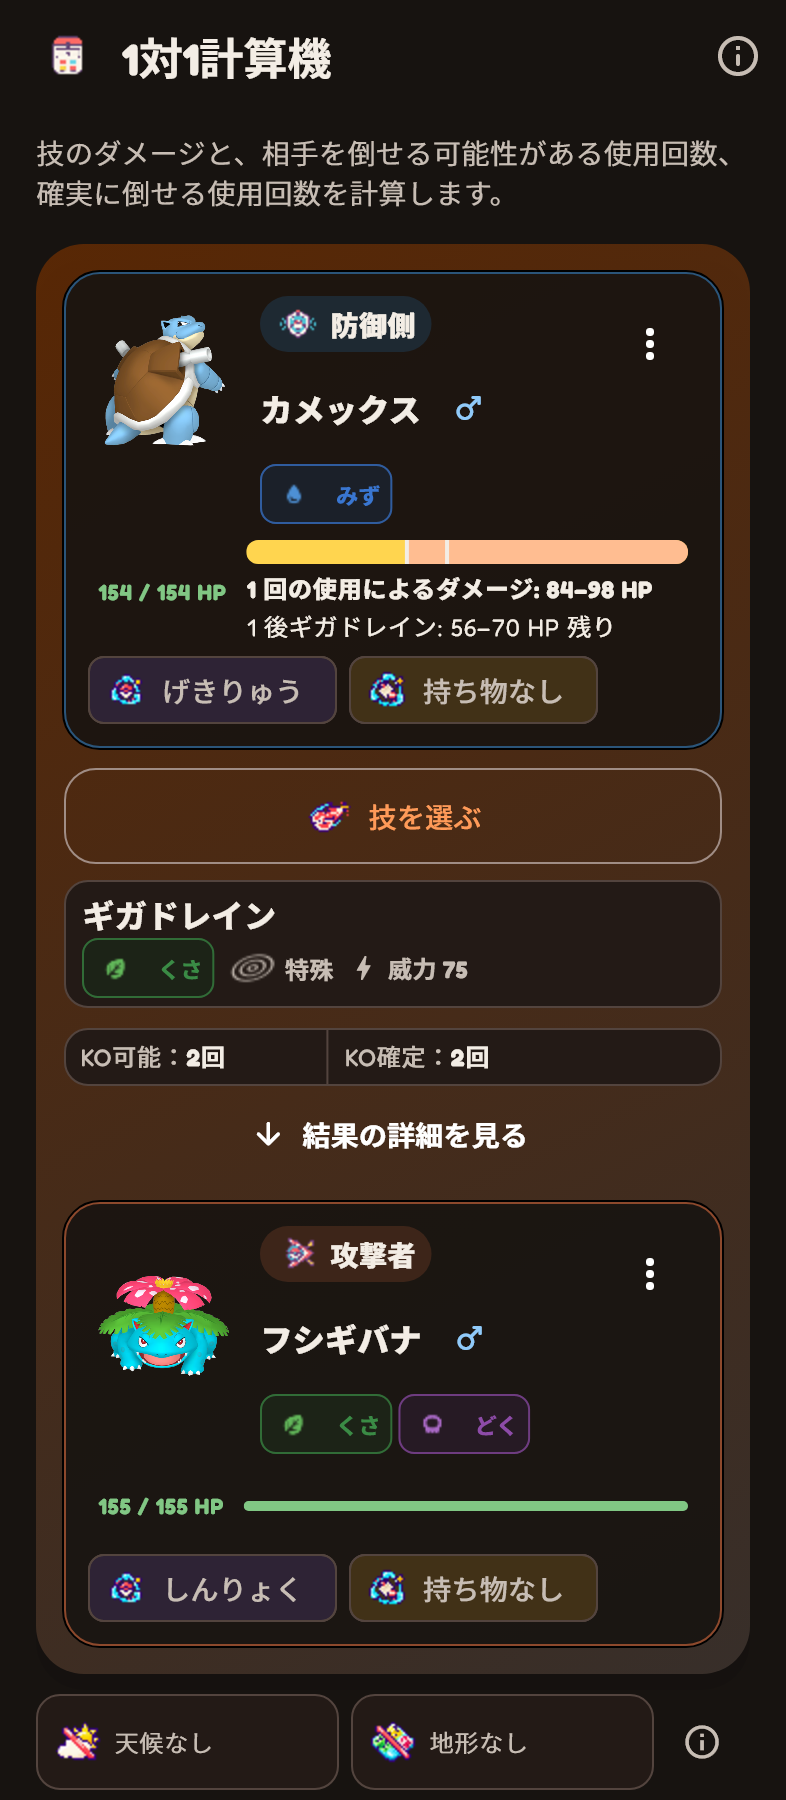 1対1計算機
技のダメージと、相手を倒せる可能性がある使用回数、
確実に倒せる使用回数を計算します。
防御側
カメックス ♂
みず
154 / 154 HP
1 回の使用によるダメージ: 84–98 HP
1 後ギガドレイン: 56–70 HP 残り
げきりゅう
持ち物なし
技を選ぶ
ギガドレイン
くさ 特殊 威力 75
KO可能：2回
KO確定：2回
↓ 結果の詳細を見る
攻撃者
フシギバナ ♂
くさ どく
155 / 155 HP
しんりょく
持ち物なし
天候なし
地形なし